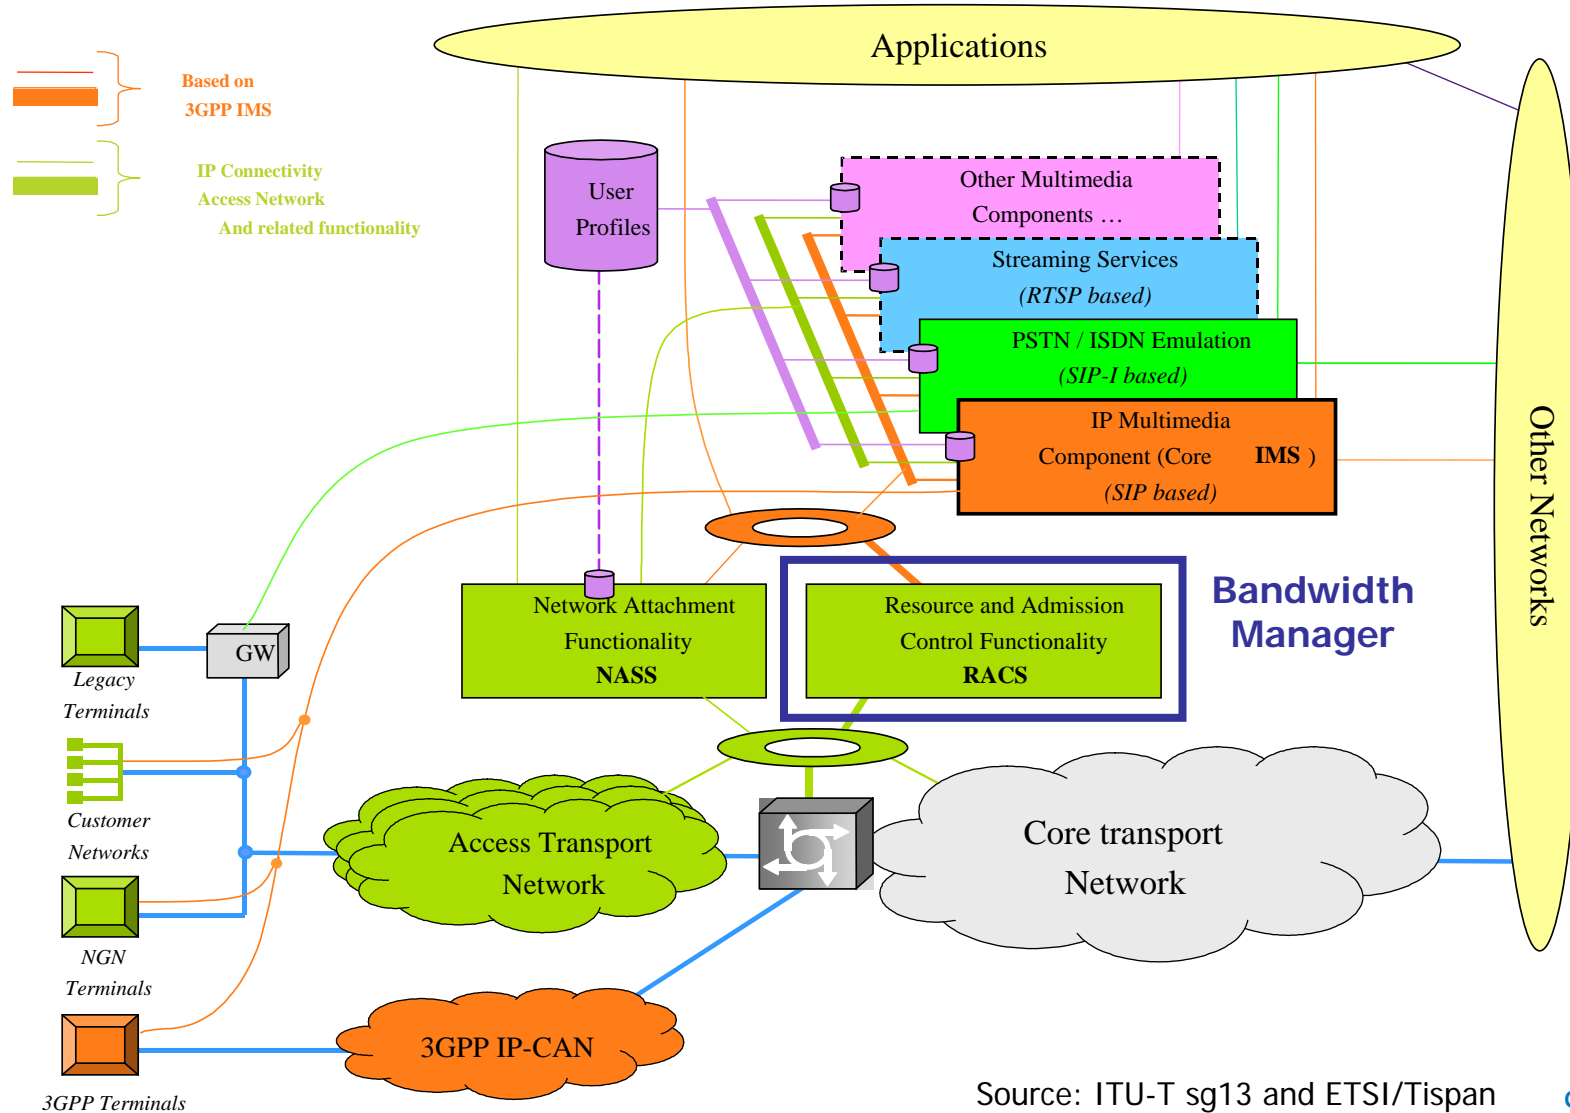 Applications
Based on
3GPP IMS
IP Connectivity
Access Network
And related functionality
User
Profiles
Other Multimedia
Components …
Streaming Services
(RTSP based)
PSTN / ISDN Emulation
(SIP-I based)
IP Multimedia
Component (Core IMS )
(SIP based)
Other Networks
Network Attachment
Functionality
NASS
Resource and Admission
Control Functionality
RACS
Bandwidth
Manager
GW
Legacy
Terminals
Customer
Networks
NGN
Terminals
3GPP Terminals
Access Transport
Network
Core transport
Network
3GPP IP-CAN
Source: ITU-T sg13 and ETSI/Tispan